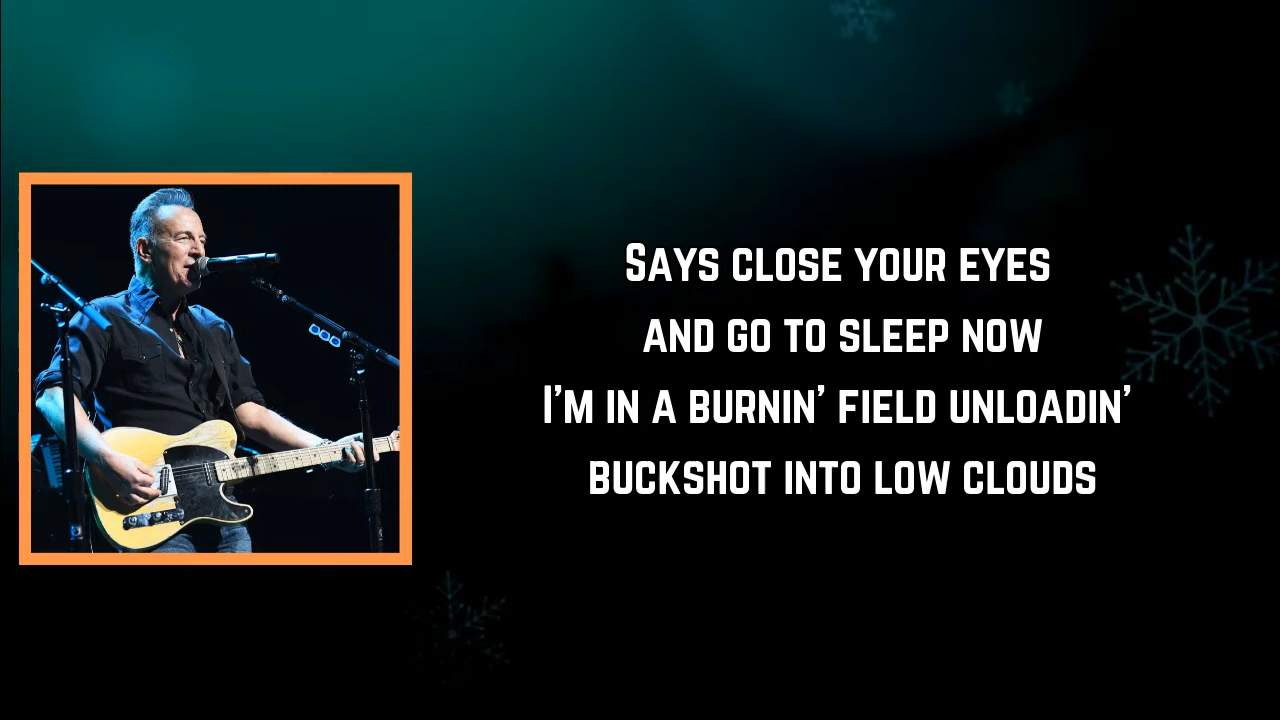 Says close your eyes
and go to sleep now
I'm in a burnin' field unloadin'
buckshot into low clouds